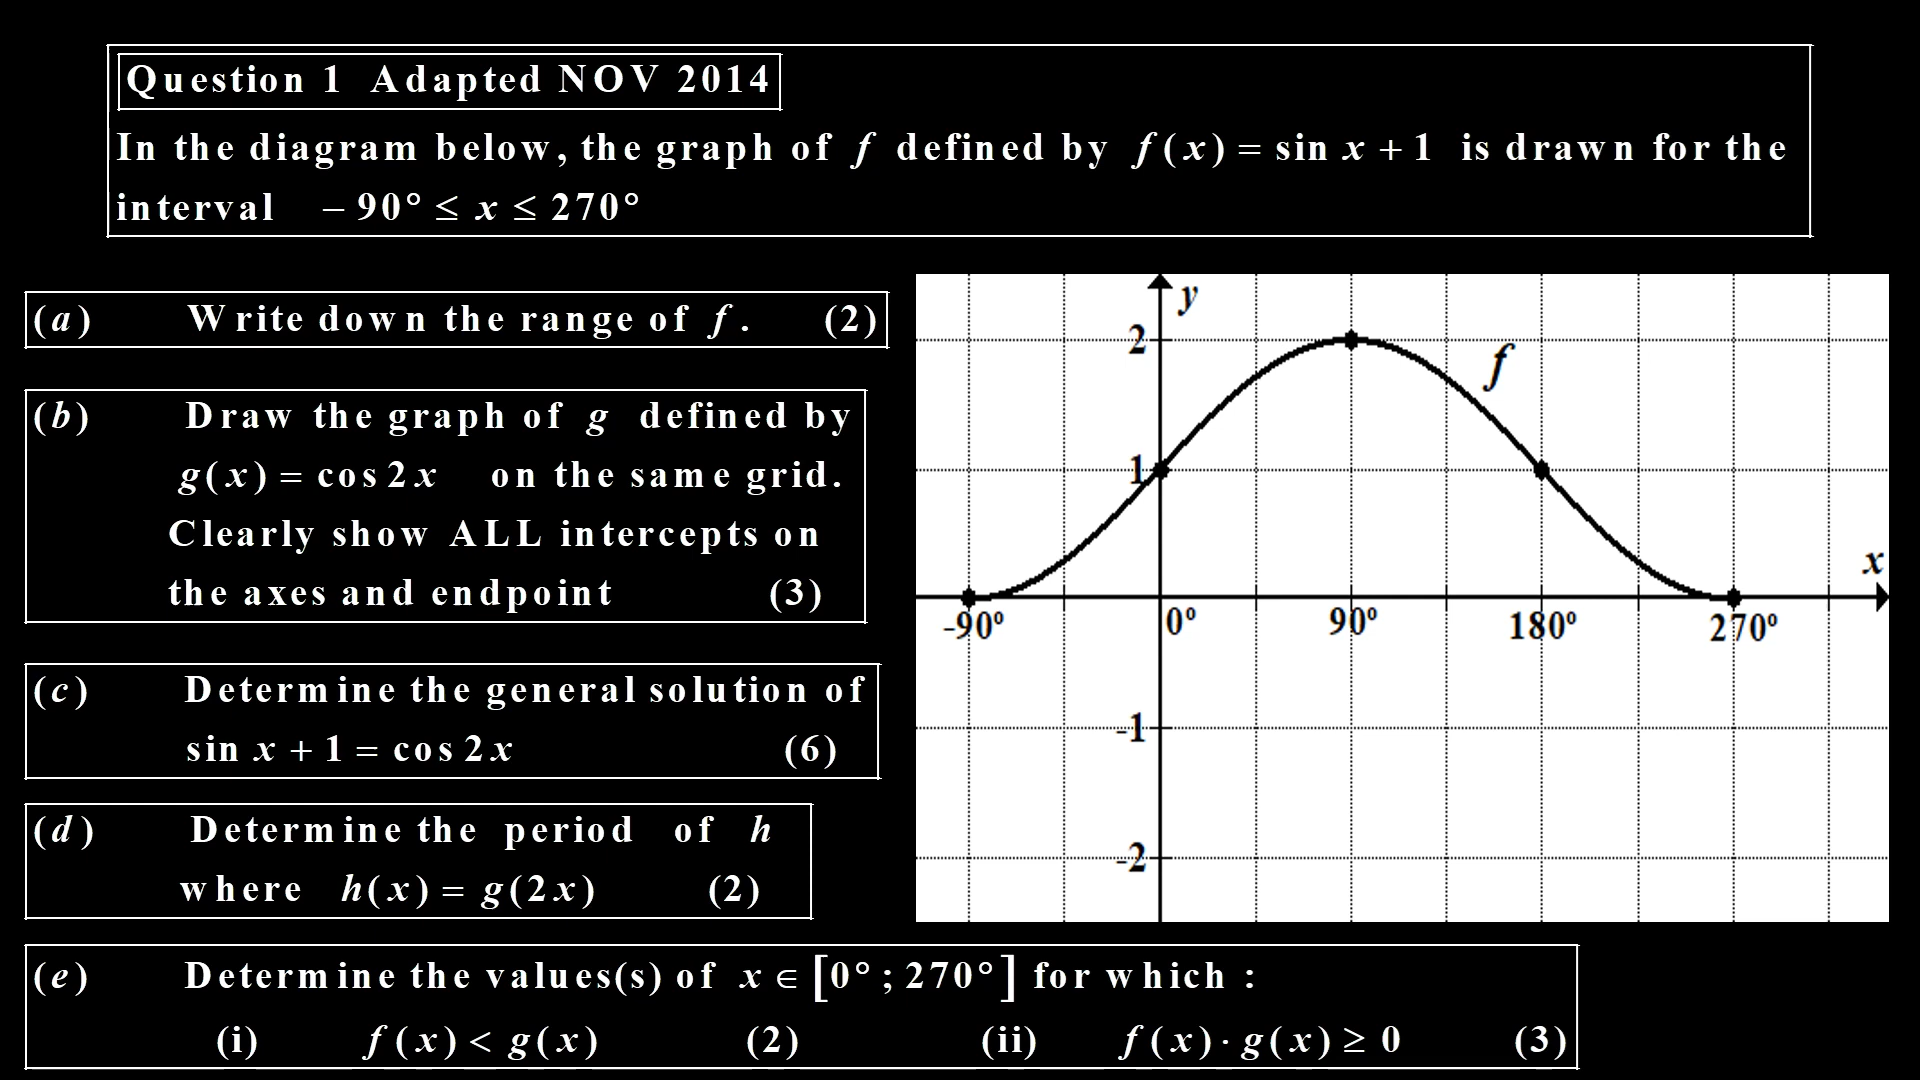 Question 1 Adapted NOV 2014
In the diagram below, the graph of f defined by f(x) = sin x + 1 is drawn for the
interval – 90° ≤ x ≤ 270°
(a) Write down the range of f. (2)
(b) Draw the graph of g defined by
g(x) = cos 2x on the same grid.
Clearly show ALL intercepts on
the axes and endpoint (3)
(c) Determine the general solution of
sin x + 1 = cos 2x (6)
(d) Determine the period of h
where h(x) = g(2x) (2)
y
2
f
1
x
-90° 0° 90° 180° 270°
-1
-2
(e) Determine the values(s) of x ∈ [0° ; 270°] for which :
(i) f(x) < g(x) (2) (ii) f(x) · g(x) ≥ 0 (3)